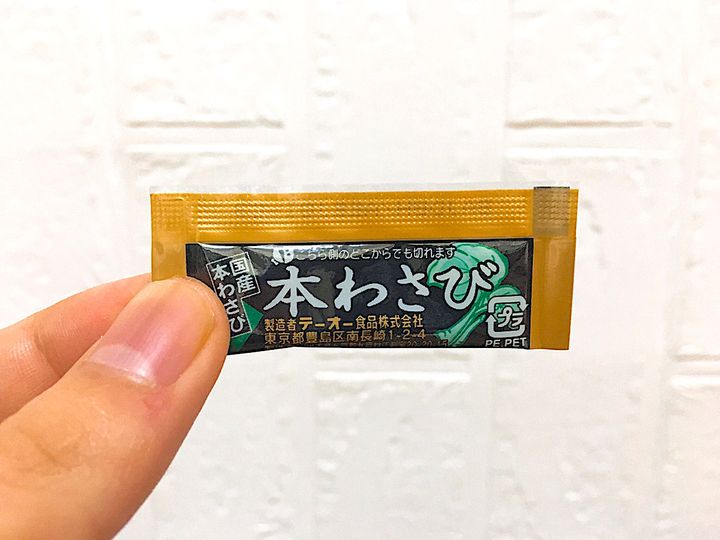 こちら側のどこからでも切れます
国産
本わさび
本わさび
製造者テーオー食品株式会社
東京都豊島区南長崎1-2-4
プラ
PE.PET